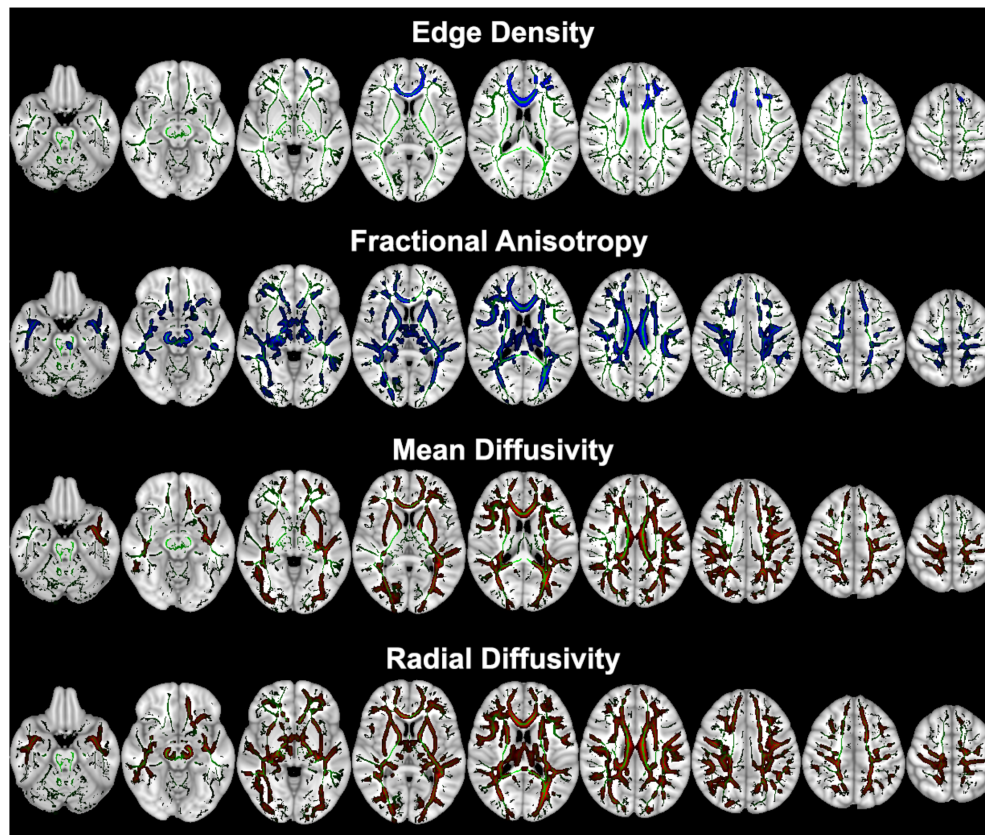 Edge Density
Fractional Anisotropy
Mean Diffusivity
Radial Diffusivity